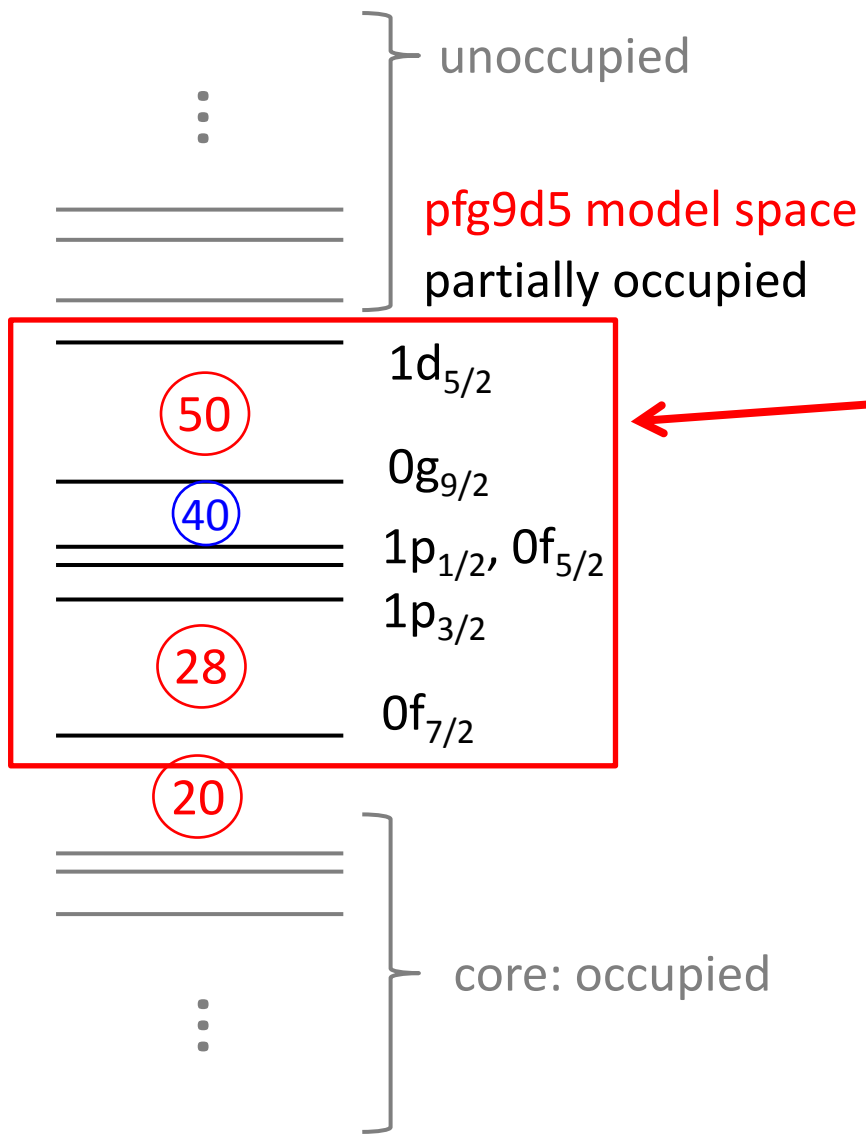 unoccupied
pfg9d5 model space
partially occupied
1d5/2
50
0g9/2
40
1p1/2, 0f5/2
1p3/2
28
0f7/2
20
core: occupied